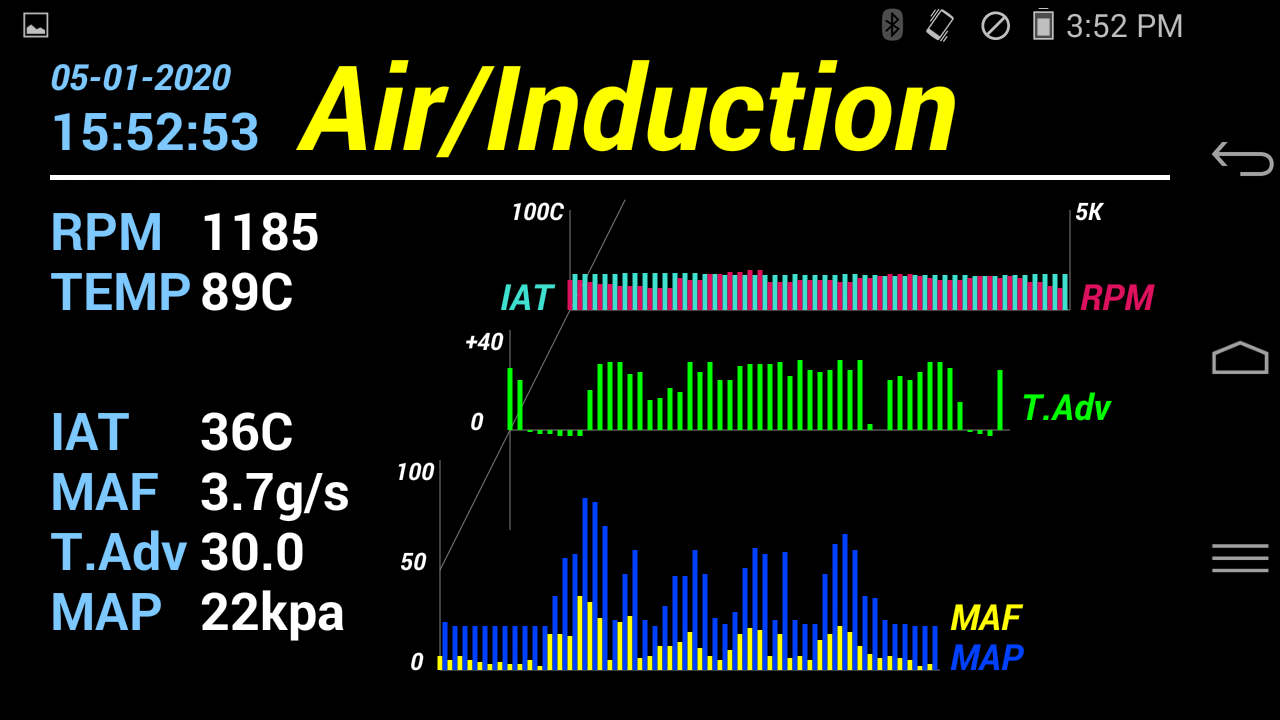 3:52 PM
05-01-2020
15:52:53
Air/Induction
RPM 1185
TEMP 89C
IAT 36C
MAF 3.7g/s
T.Adv 30.0
MAP 22kpa
100C
5K
IAT
RPM
+40
0
T.Adv
100
50
0
MAF
MAP